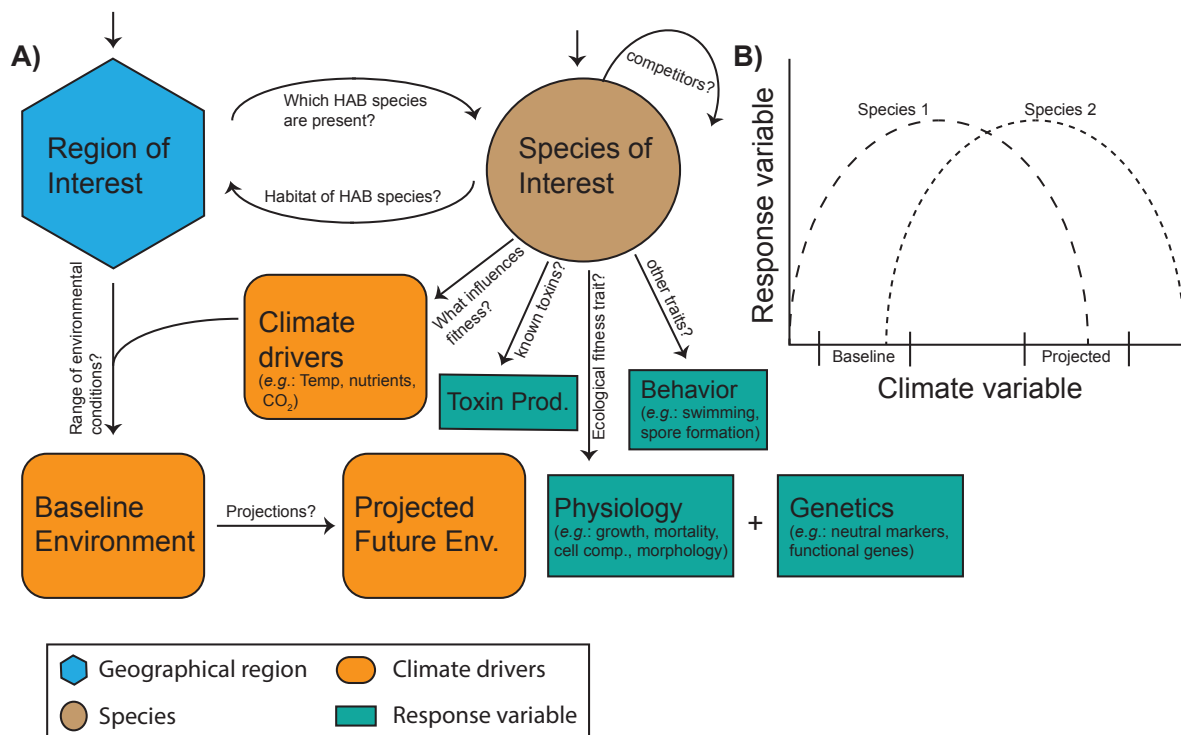 A)
Region of
Interest
Which HAB species
are present?
Habitat of HAB species?
Species of
Interest
competitors?
Range of environmental
conditions?
What influences
fitness?
known toxins?
Ecological fitness trait?
other traits?
Climate
drivers
(e.g.: Temp, nutrients,
CO₂)
Toxin Prod.
Behavior
(e.g.: swimming,
spore formation)
Baseline
Environment
Projections?
Projected
Future Env.
Physiology
(e.g.: growth, mortality,
cell comp., morphology)
+
Genetics
(e.g.: neutral markers,
functional genes)
B)
Response variable
Species 1
Species 2
Baseline
Projected
Climate variable
Geographical region
Climate drivers
Species
Response variable